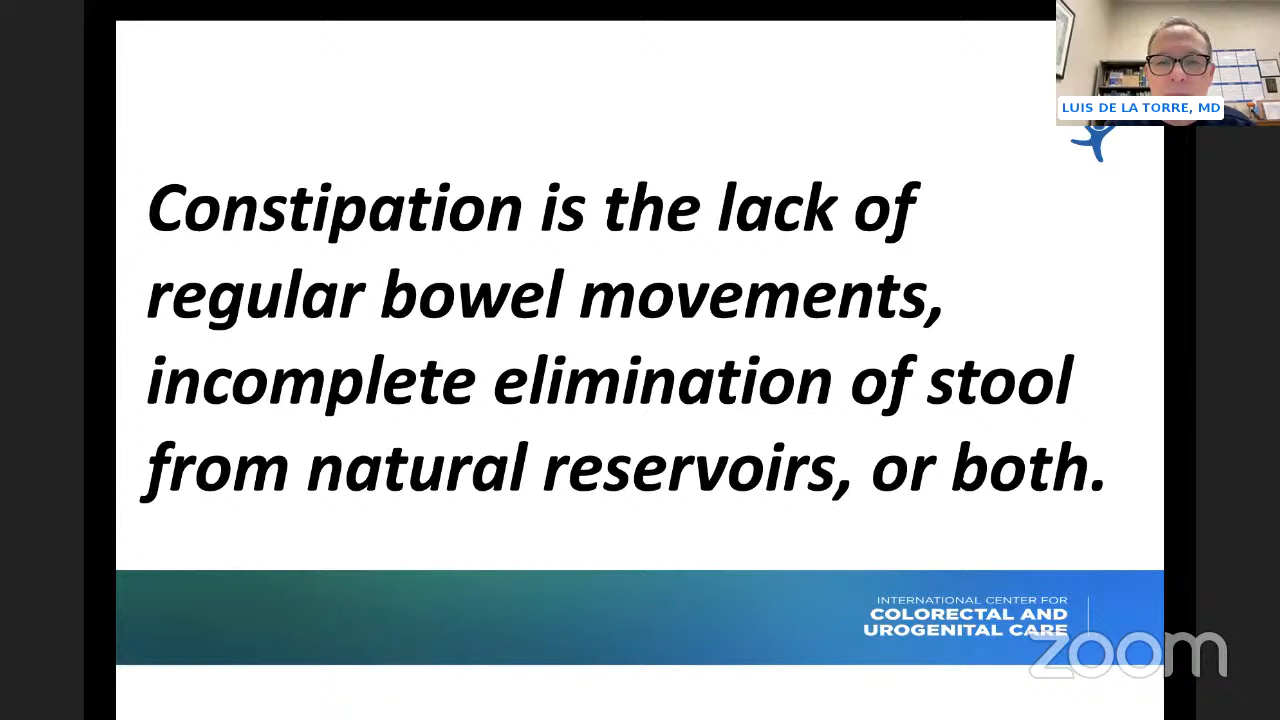 LUIS DE LA TORRE, MD
Constipation is the lack of
regular bowel movements,
incomplete elimination of stool
from natural reservoirs, or both.
INTERNATIONAL CENTER FOR
COLORECTAL AND
UROGENITAL CARE
zoom